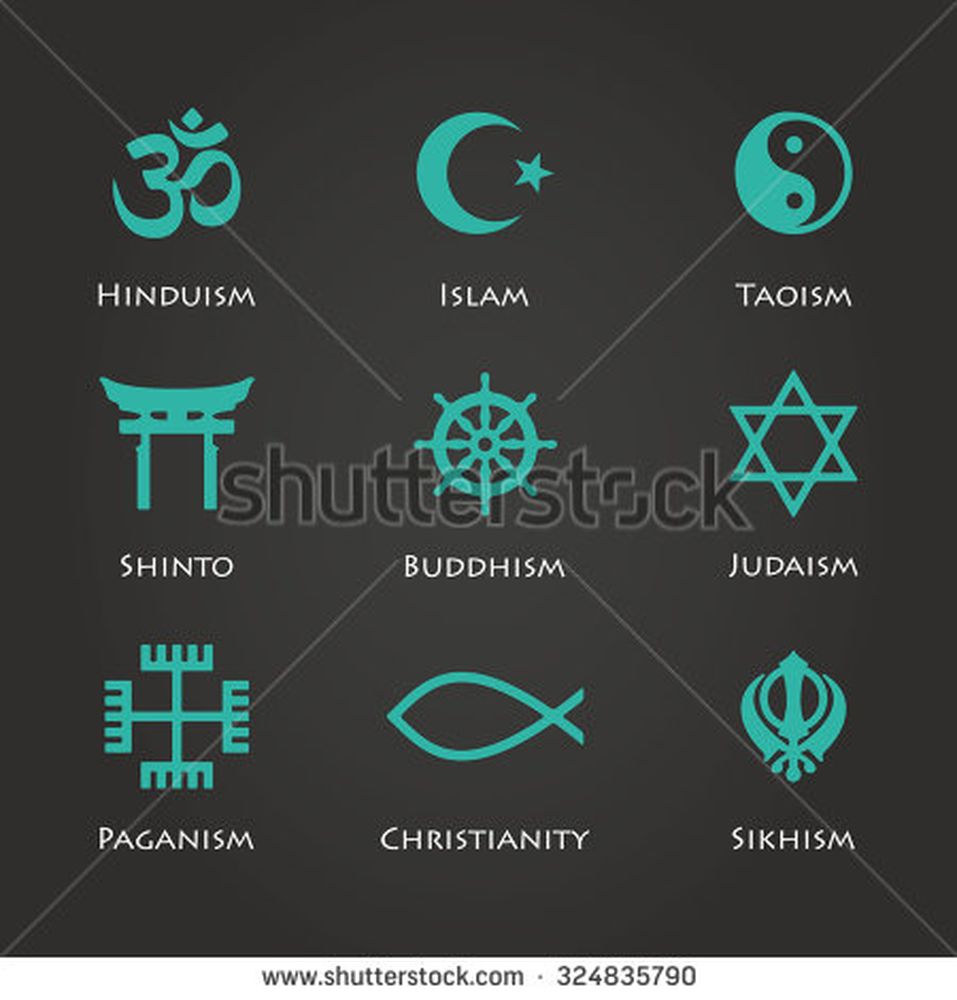 Hinduism Islam Taoism
shutterstock
Shinto Buddhism Judaism
Paganism Christianity Sikhism
www.shutterstock.com · 324835790